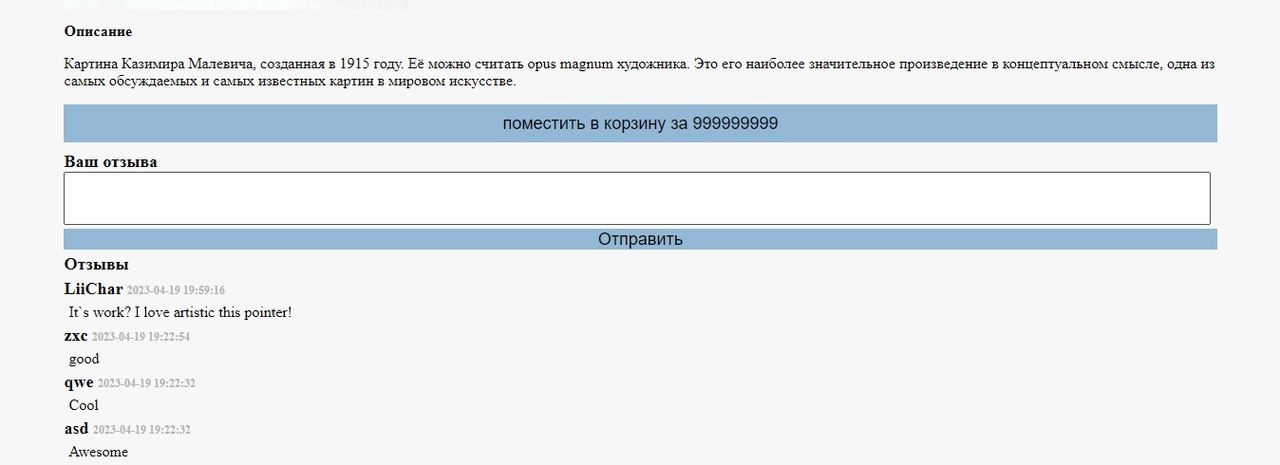 Описание
Картина Казимира Малевича, созданная в 1915 году. Её можно считать opus magnum художника. Это его наиболее значительное произведение в концептуальном смысле, одна из
самых обсуждаемых и самых известных картин в мировом искусстве.
поместить в корзину за 999999999
Ваш отзыва
Отправить
Отзывы
LiiChar 2023-04-19 19:59:16
It`s work? I love artistic this pointer!
zxc 2023-04-19 19:22:54
good
qwe 2023-04-19 19:22:32
Cool
asd 2023-04-19 19:22:32
Awesome